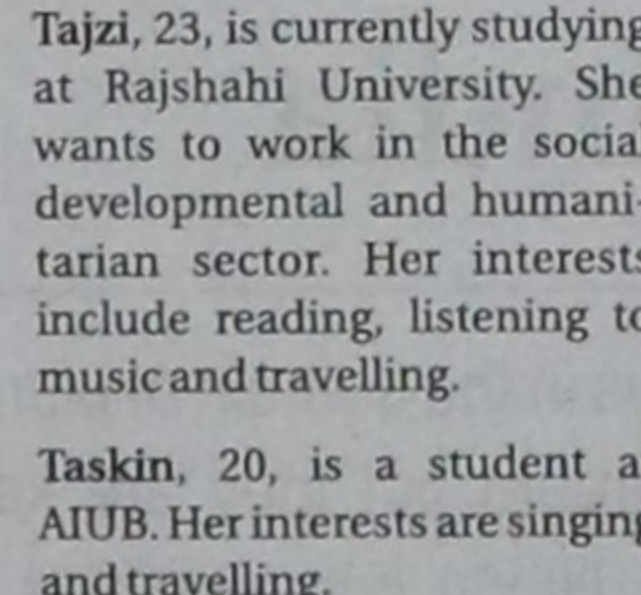 Tajzi, 23, is currently studying
at Rajshahi University. She
wants to work in the social
developmental and humani-
tarian sector. Her interests
include reading, listening to
music and travelling.
Taskin, 20, is a student a
AIUB. Her interests are singing
and travelling.